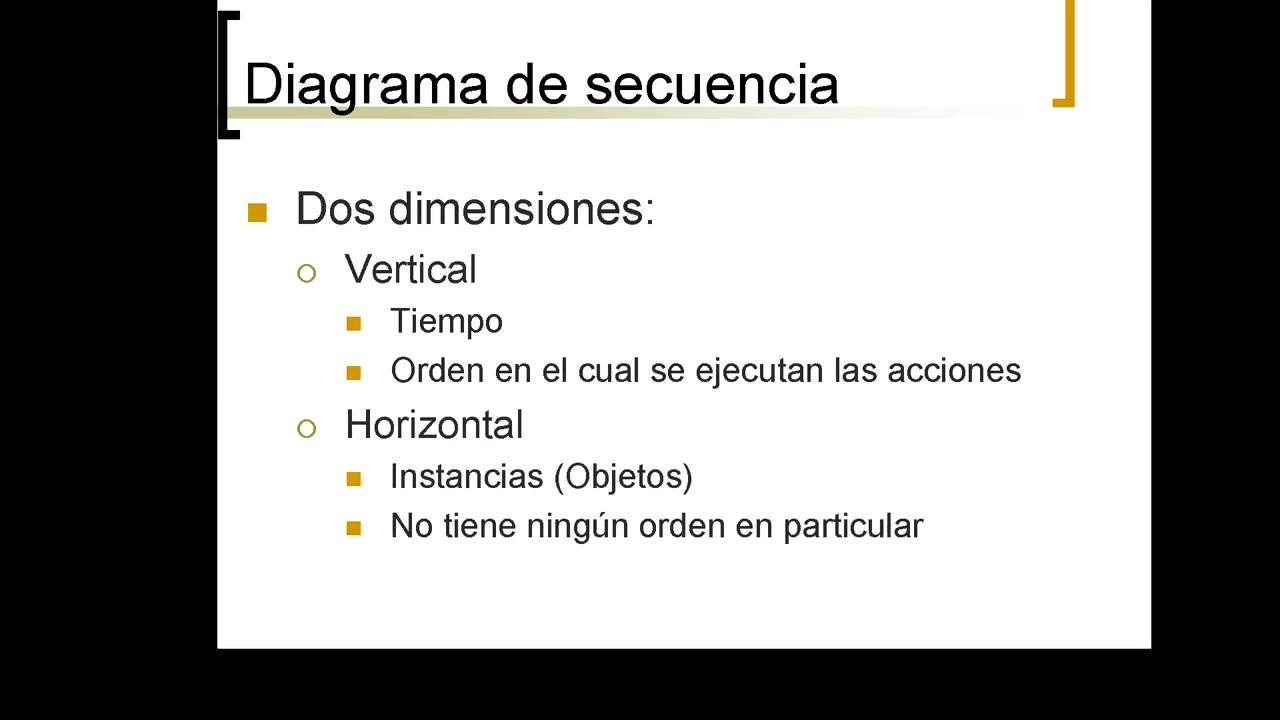 Diagrama de secuencia
Dos dimensiones:
Vertical
Tiempo
Orden en el cual se ejecutan las acciones
Horizontal
Instancias (Objetos)
No tiene ningún orden en particular